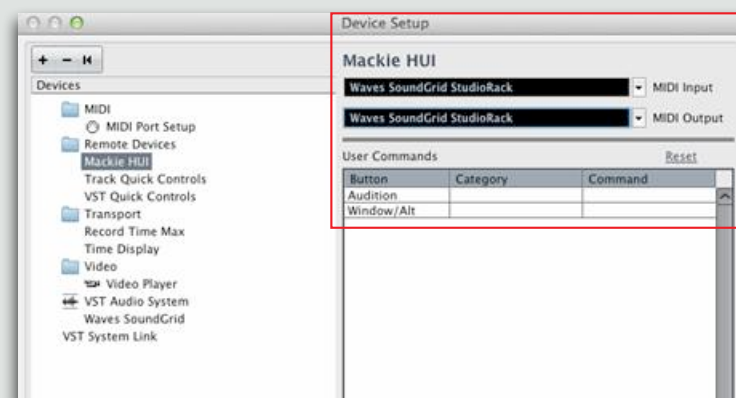 Device Setup
+ -
Devices
MIDI
MIDI Port Setup
Remote Devices
Mackie HUI
Track Quick Controls
VST Quick Controls
Transport
Record Time Max
Time Display
Video
Video Player
VST Audio System
Waves SoundGrid
VST System Link
Mackie HUI
Waves SoundGrid StudioRack MIDI Input
Waves SoundGrid StudioRack MIDI Output
User Commands Reset
Button Category Command
Audition
Window/Alt